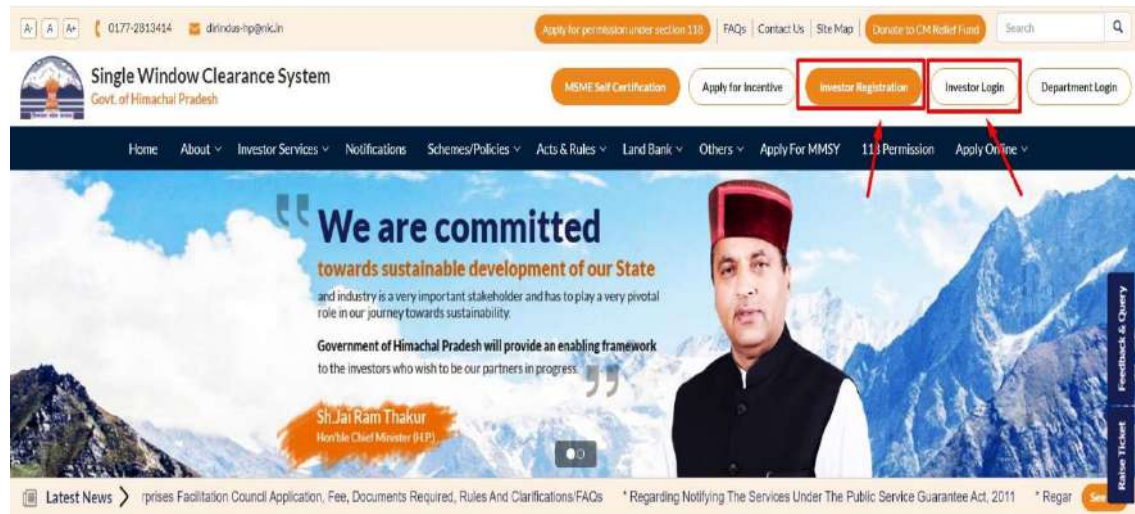 A- A A+ 0177-2813414 dirindus-hp@nic.in Apply for permission under section 118 FAQs Contact Us Site Map Donate to CM Relief Fund Search
Single Window Clearance System
Govt. of Himachal Pradesh
MSME Self Certification Apply for Incentive Investor Registration Investor Login Department Login
Home About Investor Services Notifications Schemes/Policies Acts & Rules Land Bank Others Apply For MMSY 118 Permission Apply Online
We are committed
towards sustainable development of our State
and industry is a very important stakeholder and has to play a very pivotal
role in our journey towards sustainability.
Government of Himachal Pradesh will provide an enabling framework
to the investors who wish to be our partners in progress.
Sh.Jai Ram Thakur
Hon'ble Chief Minister (H.P)
Feedback & Query
Raise Ticket
Latest News rprises Facilitation Council Application, Fee, Documents Required, Rules And Clarifications/FAQs * Regarding Notifying The Services Under The Public Service Guarantee Act, 2011 * Regar See